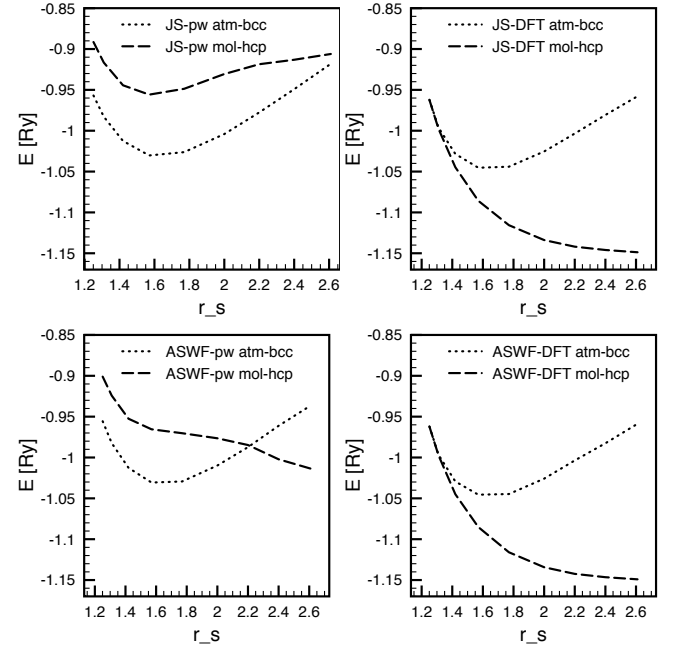 -0.85
JS-pw atm-bcc
JS-pw mol-hcp
-0.9
-0.95
-1
-1.05
-1.1
-1.15
E [Ry]
1.2 1.4 1.6 1.8 2 2.2 2.4 2.6
r_s
-0.85
JS-DFT atm-bcc
JS-DFT mol-hcp
-0.9
-0.95
-1
-1.05
-1.1
-1.15
E [Ry]
1.2 1.4 1.6 1.8 2 2.2 2.4 2.6
r_s
-0.85
ASWF-pw atm-bcc
ASWF-pw mol-hcp
-0.9
-0.95
-1
-1.05
-1.1
-1.15
E [Ry]
1.2 1.4 1.6 1.8 2 2.2 2.4 2.6
r_s
-0.85
ASWF-DFT atm-bcc
ASWF-DFT mol-hcp
-0.9
-0.95
-1
-1.05
-1.1
-1.15
E [Ry]
1.2 1.4 1.6 1.8 2 2.2 2.4 2.6
r_s